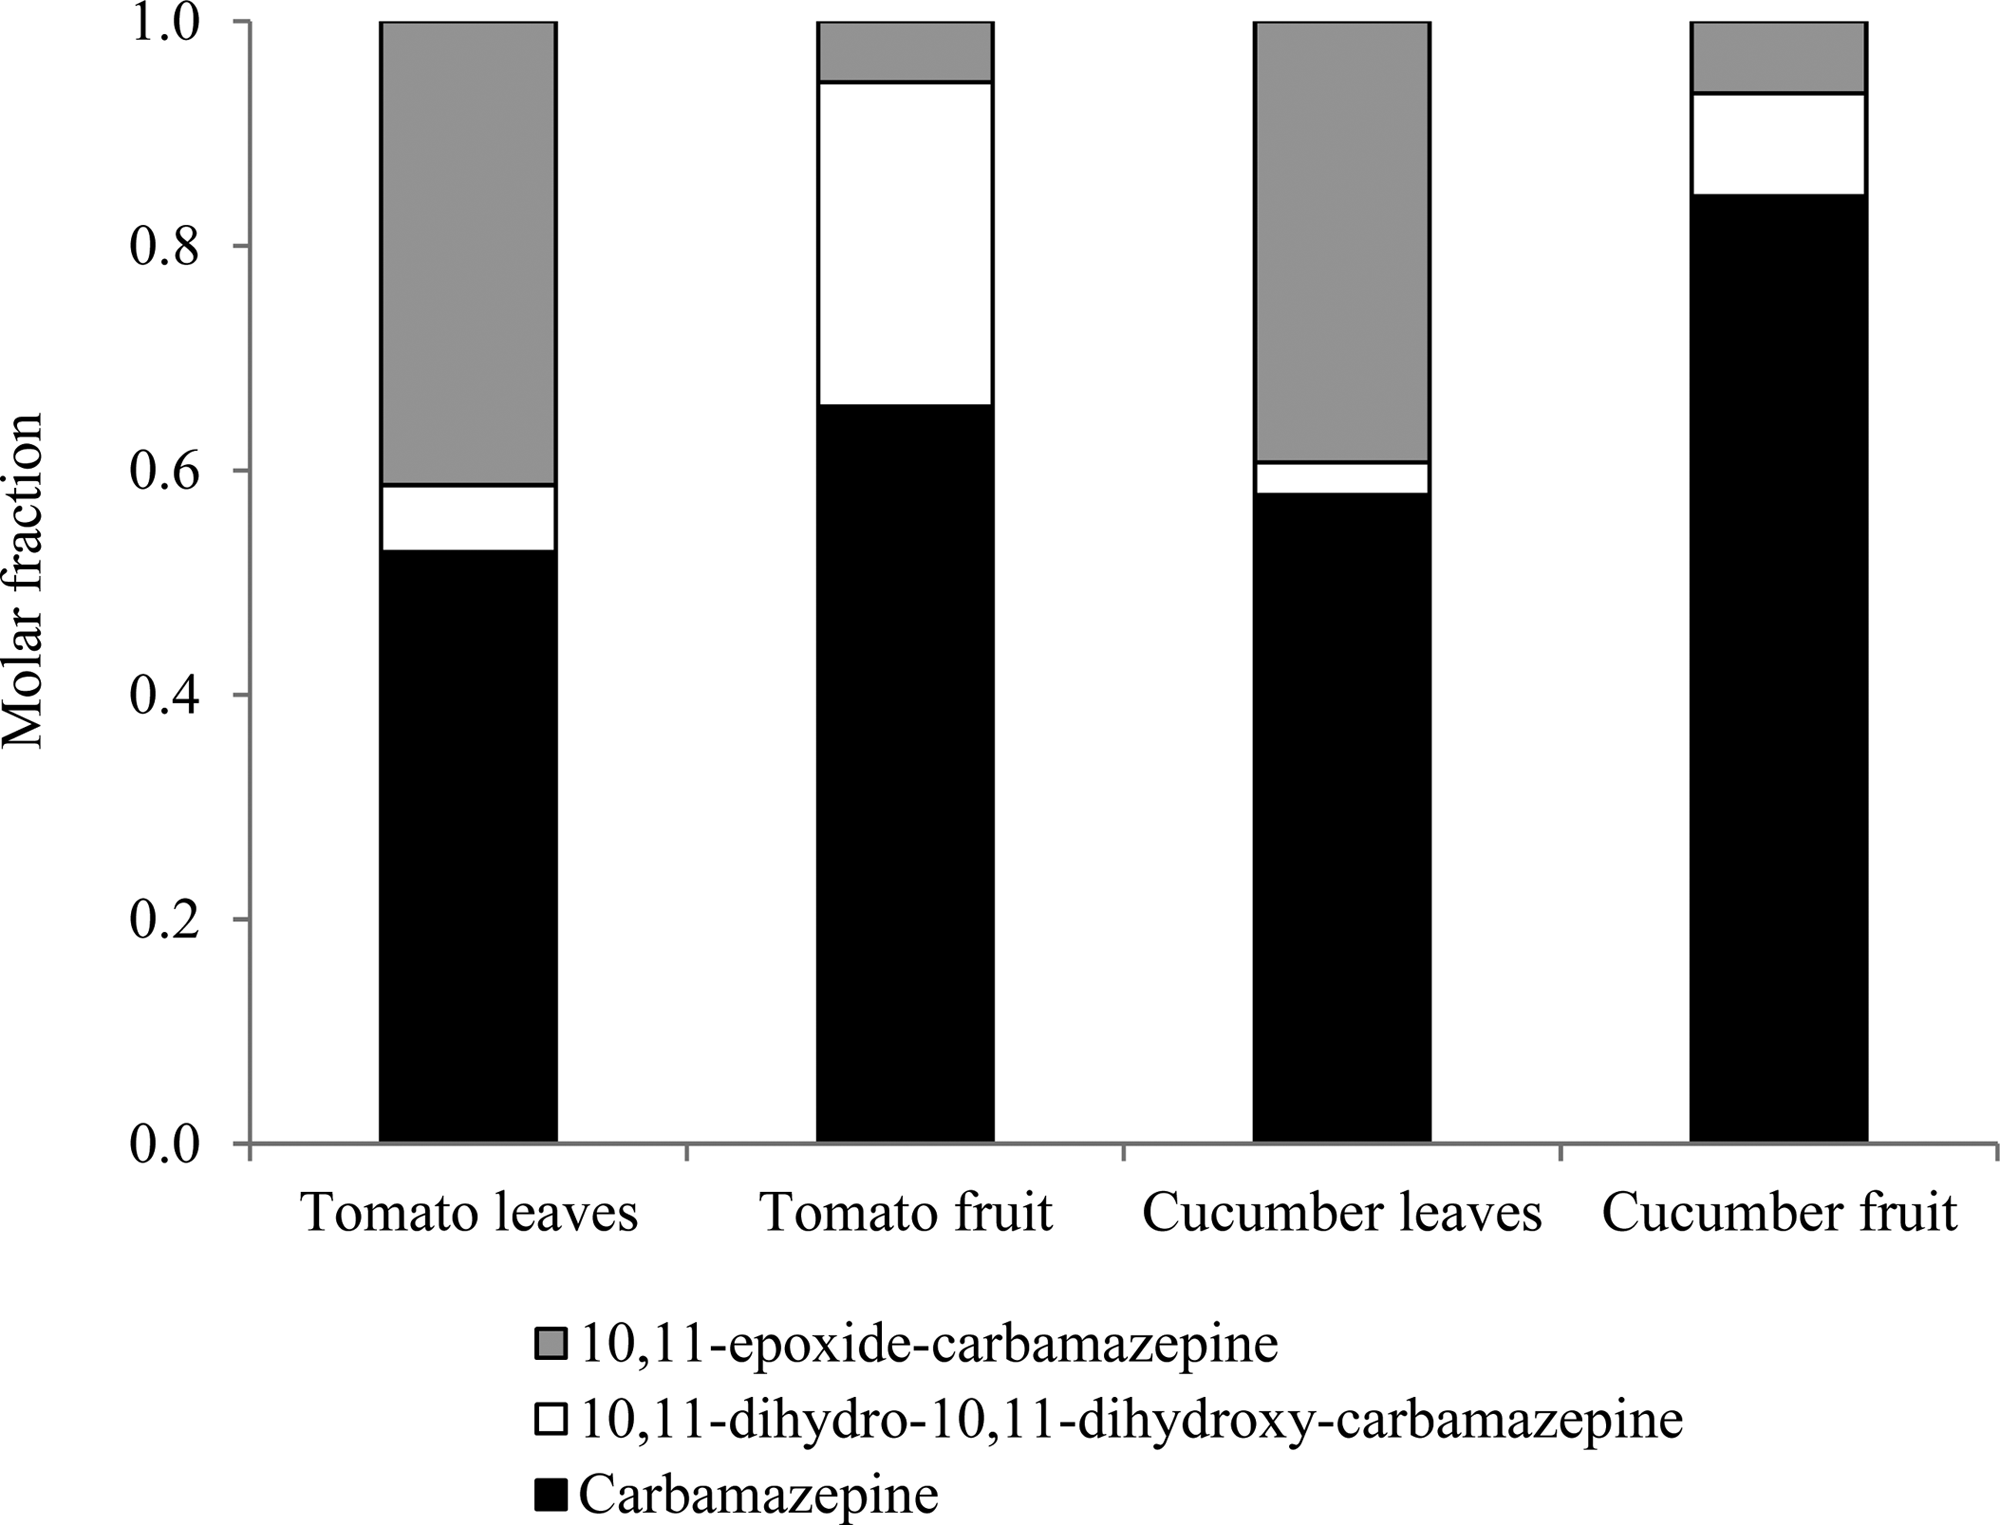 Molar fraction
1.0
0.8
0.6
0.4
0.2
0.0
Tomato leaves Tomato fruit Cucumber leaves Cucumber fruit
10,11-epoxide-carbamazepine
10,11-dihydro-10,11-dihydroxy-carbamazepine
Carbamazepine